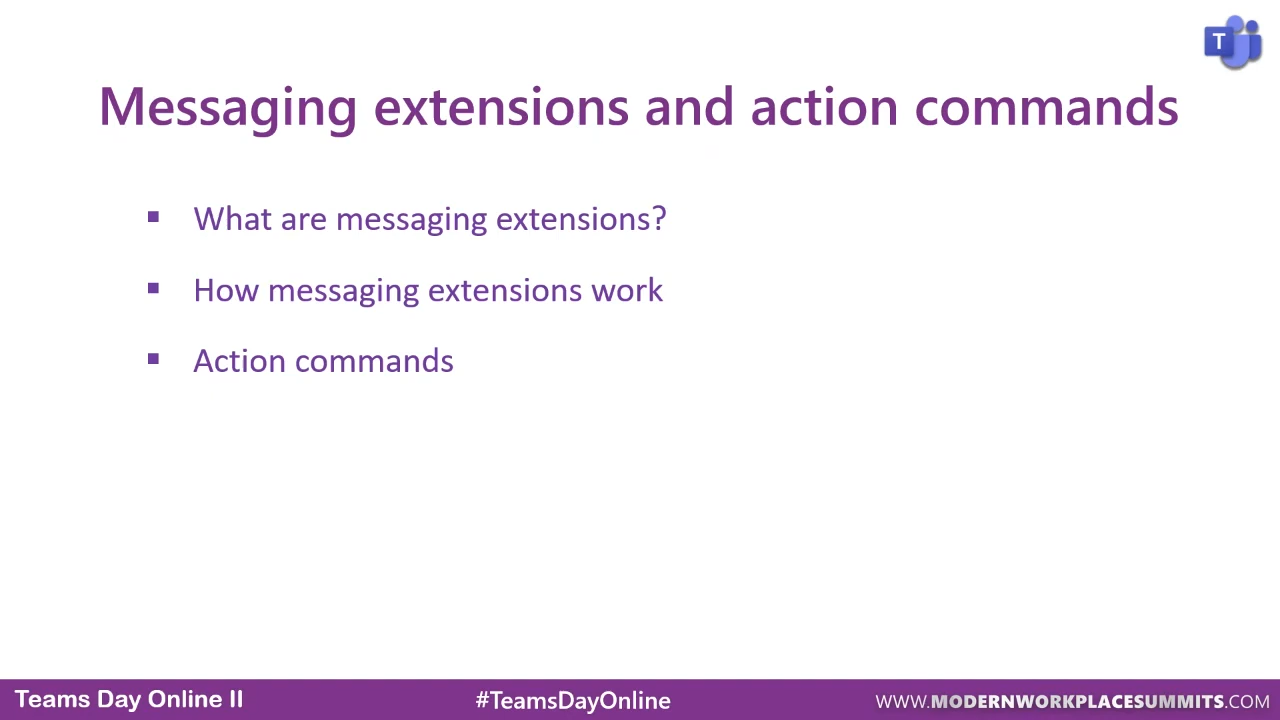 T
Messaging extensions and action commands
▪ What are messaging extensions?
▪ How messaging extensions work
▪ Action commands
Teams Day Online II
#TeamsDayOnline
WWW.MODERNWORKPLACESUMMITS.COM